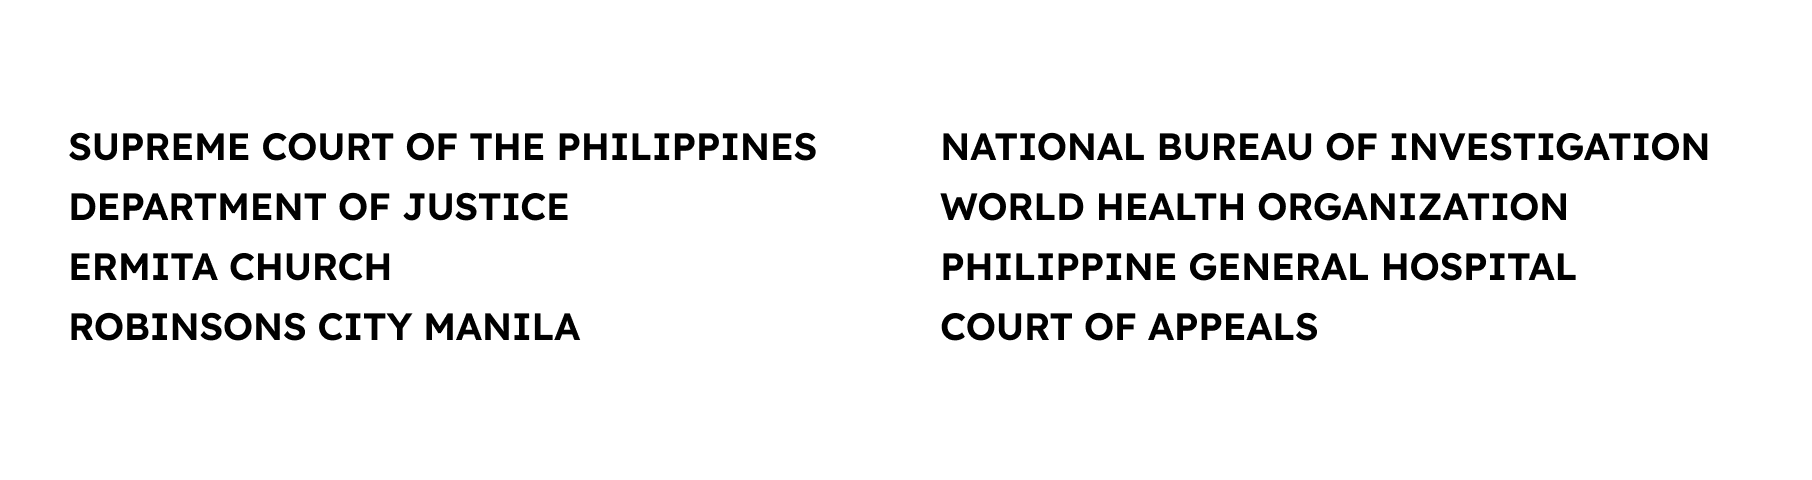 SUPREME COURT OF THE PHILIPPINES
DEPARTMENT OF JUSTICE
ERMITA CHURCH
ROBINSONS CITY MANILA
NATIONAL BUREAU OF INVESTIGATION
WORLD HEALTH ORGANIZATION
PHILIPPINE GENERAL HOSPITAL
COURT OF APPEALS